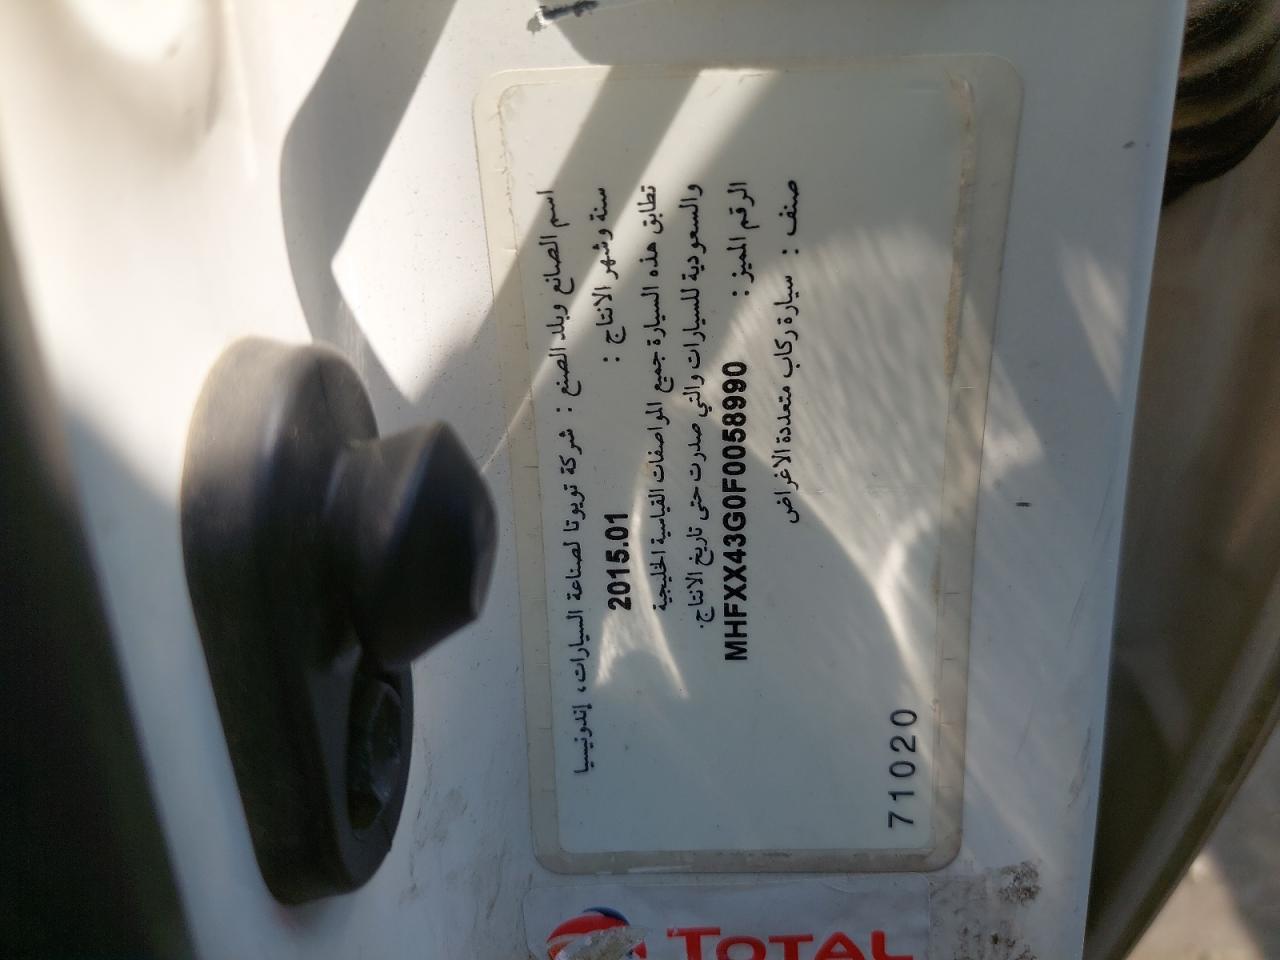 اسم الصانع وبلد الصنع : شركة تويوتا لصناعة السيارات، إندونيسيا
سنة وشهر الانتاج : 2015.01
تطابق هذه السيارة جميع المواصفات القياسية الخليجية
والسعودية للسيارات والتي صدرت حتى تاريخ الانتاج.
الرقم المميز : MHFXX43G0F0058990
صنف : سيارة ركاب متعددة الاغراض
71020
TOTAL